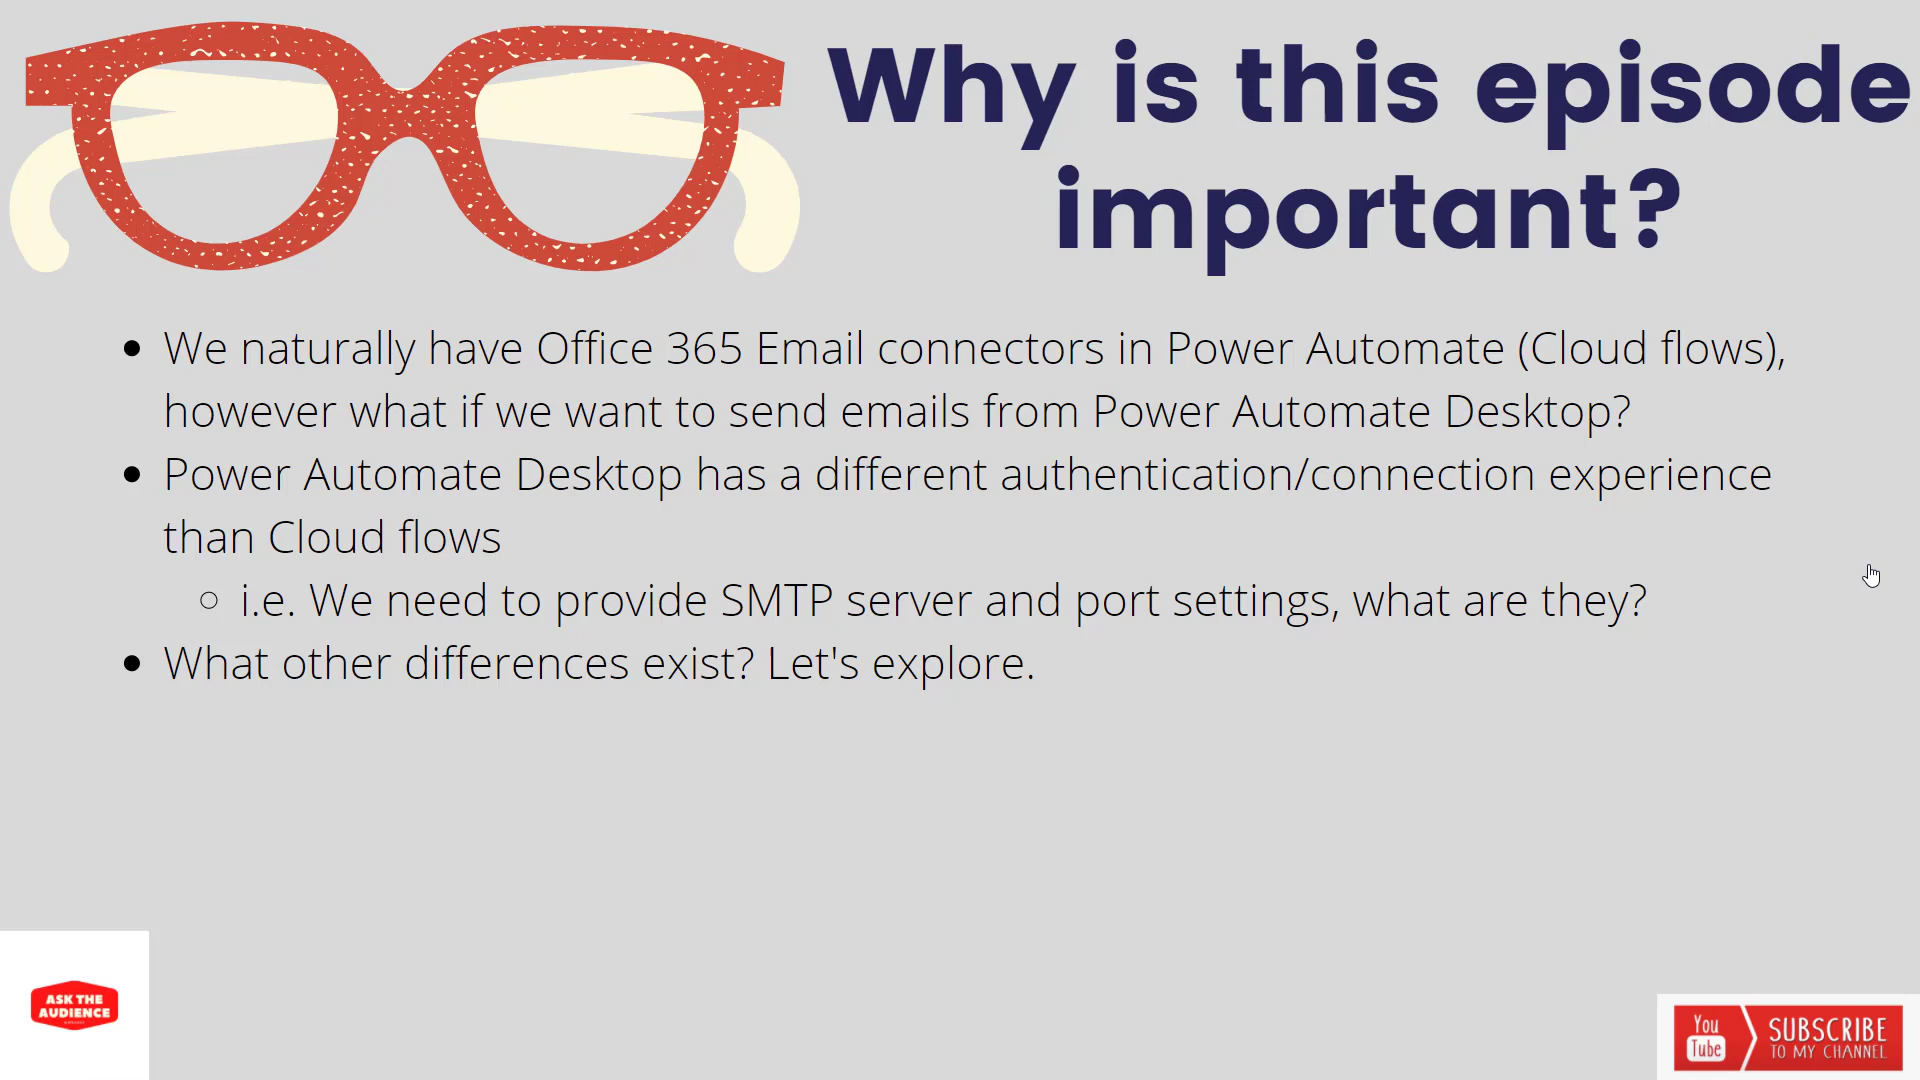 Why is this episode
important?
• We naturally have Office 365 Email connectors in Power Automate (Cloud flows),
however what if we want to send emails from Power Automate Desktop?
• Power Automate Desktop has a different authentication/connection experience
than Cloud flows
○ i.e. We need to provide SMTP server and port settings, what are they?
• What other differences exist? Let's explore.
ASK THE
AUDIENCE
You
Tube
SUBSCRIBE
TO MY CHANNEL